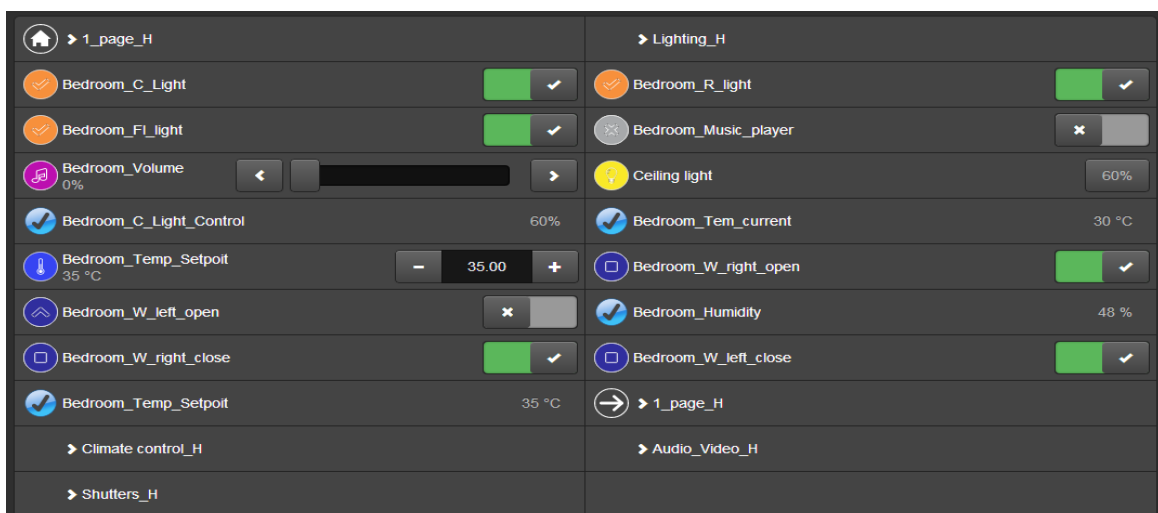 1_page_H
Lighting_H
Bedroom_C_Light
Bedroom_R_light
Bedroom_Fl_light
Bedroom_Music_player
Bedroom_Volume
0%
Ceiling light
60%
Bedroom_C_Light_Control
60%
Bedroom_Tem_current
30 °C
Bedroom_Temp_Setpoit
35 °C
35.00
Bedroom_W_right_open
Bedroom_W_left_open
Bedroom_Humidity
48 %
Bedroom_W_right_close
Bedroom_W_left_close
Bedroom_Temp_Setpoit
35 °C
1_page_H
Climate control_H
Audio_Video_H
Shutters_H